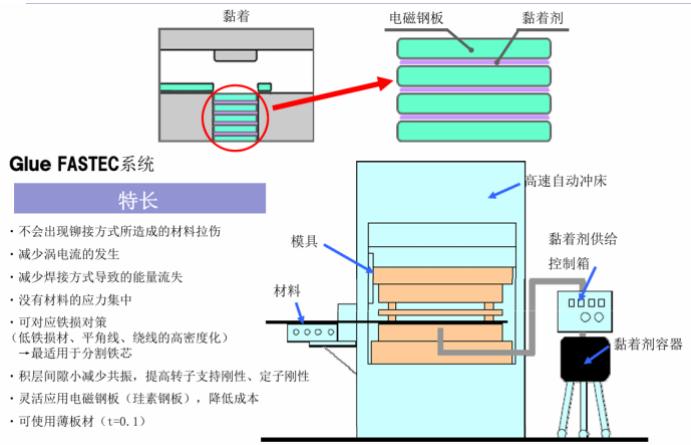 黏着
电磁钢板
黏着剂
Glue FASTEC系统
特长
・不会出现铆接方式所造成的材料拉伤
・减少涡电流的发生
・减少焊接方式导致的能量流失
・没有材料的应力集中
・可对应铁损对策
（低铁损材、平角线、绕线的高密度化）
→最适用于分割铁芯
・积层间隙小减少共振，提高转子支持刚性、定子刚性
・灵活应用电磁钢板（珪素钢板），降低成本
・可使用薄板材（t=0.1）
高速自动冲床
模具
材料
黏着剂供给
控制箱
黏着剂容器